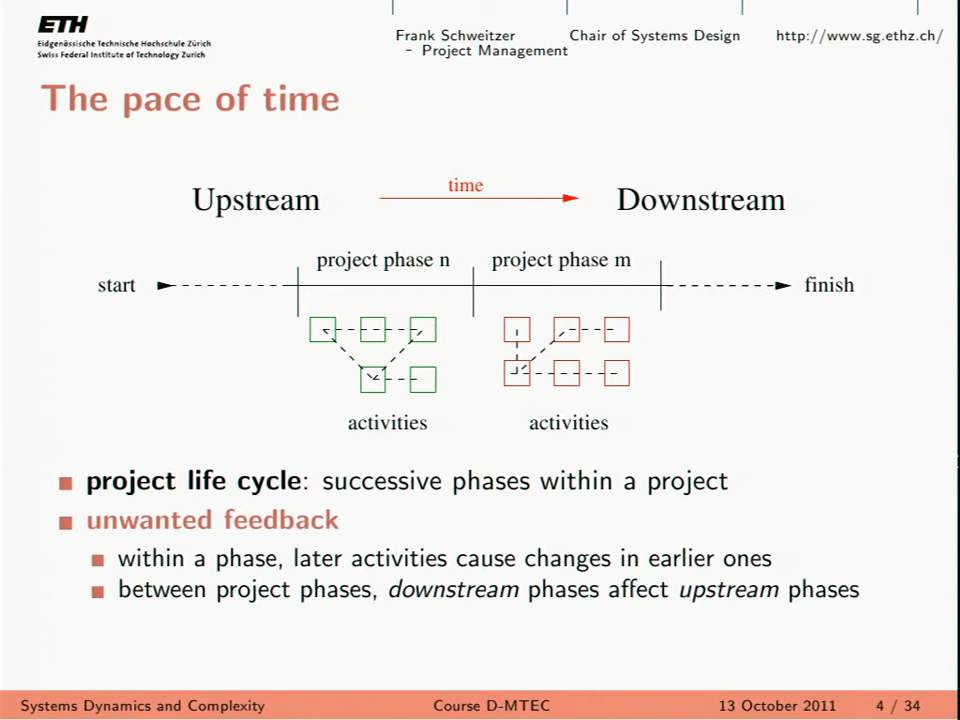 ETH
Eidgenössische Technische Hochschule Zürich
Swiss Federal Institute of Technology Zurich
Frank Schweitzer
- Project Management
Chair of Systems Design
http://www.sg.ethz.ch/
The pace of time
Upstream
time
Downstream
project phase n
project phase m
start
finish
activities
activities
project life cycle: successive phases within a project
unwanted feedback
within a phase, later activities cause changes in earlier ones
between project phases, downstream phases affect upstream phases
Systems Dynamics and Complexity
Course D-MTEC
13 October 2011
4 / 34